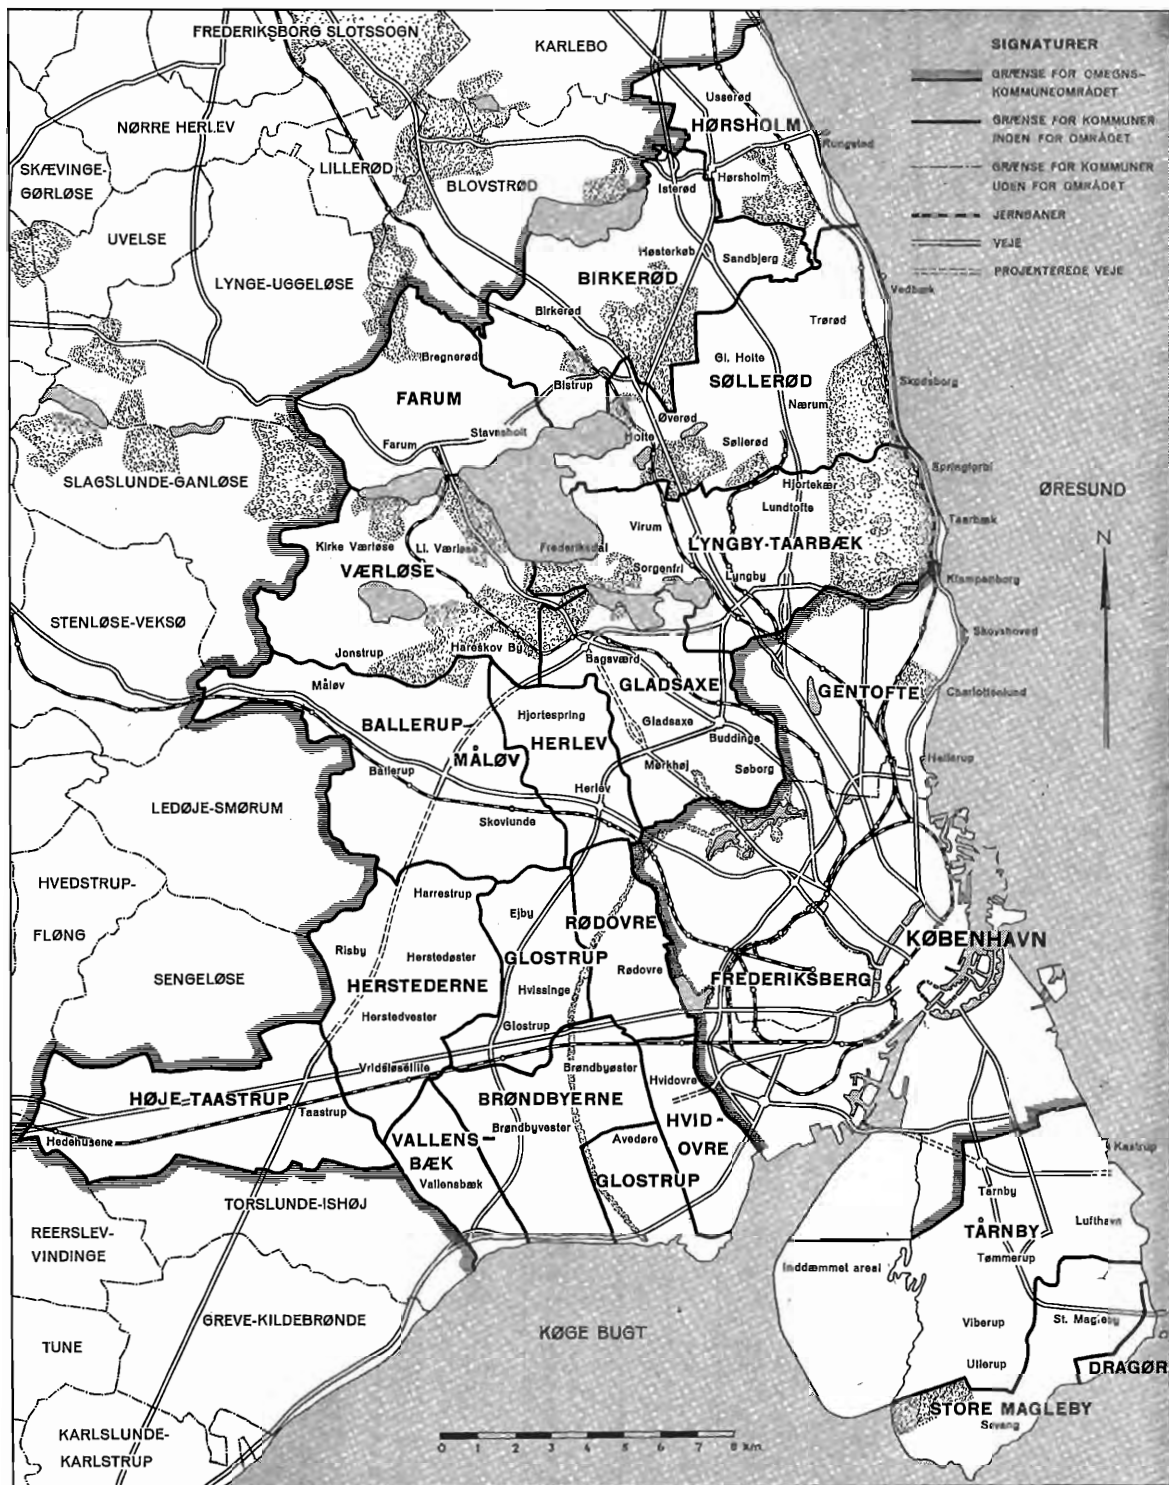 FREDERIKSBORG SLOTSSOGN
KARLEBO
SIGNATURER
GRÆNSE FOR OMEGNS-
KOMMUNEOMRÅDET
GRÆNSE FOR KOMMUNER
INDEN FOR OMRÅDET
GRÆNSE FOR KOMMUNER
UDEN FOR OMRÅDET
JERNBANER
VEJE
PROJEKTEREDE VEJE
Usserød
HØRSHOLM
Rungsted
NØRRE HERLEV
SKÆVINGE-
GØRLØSE
LILLERØD
BLOVSTRØD
Isterød
Hørsholm
UVELSE
LYNGE-UGGELØSE
Høsterkøb
Sandbjerg
BIRKERØD
Vedbæk
Birkerød
Trørød
Bregnerød
Gl. Holte
SØLLERØD
Skodsborg
FARUM
Bistrup
Nærum
Øverød
Stavnsholt
Holte
Søllerød
Farum
Springforbi
SLAGSLUNDE-GANLØSE
Hjortekær
Lundtofte
ØRESUND
Taarbæk
Virum
LYNGBY-TAARBÆK
N
Kirke Værløse
Ll. Værløse
Frederiksdal
VÆRLØSE
Sorgenfri
Lyngby
Klampenborg
STENLØSE-VEKSØ
Skovshoved
Jonstrup
Hareskov By
Bagsværd
Måløv
GLADSAXE
GENTOFTE
Charlottenlund
BALLERUP-
MÅLØV
Hjortespring
HERLEV
Gladsaxe
Buddinge
Hellerup
Ballerup
Mørkhøj
Søborg
Herlev
LEDØJE-SMØRUM
Skovlunde
HVEDSTRUP-
FLØNG
Harrestrup
Ejby
RØDOVRE
KØBENHAVN
Risby
Herstedøster
GLOSTRUP
Rødovre
SENGELØSE
HERSTEDERNE
Hvissinge
FREDERIKSBERG
Herstedvester
Glostrup
Vridsløselille
Brøndbyøster
Hvidovre
HØJE-TAASTRUP
Taastrup
BRØNDBYERNE
Brøndbyvester
HVID-
OVRE
Hedehusene
VALLENS-
BÆK
Avedøre
Kastrup
Vallensbæk
GLOSTRUP
TORSLUNDE-ISHØJ
Tårnby
REERSLEV-
VINDINGE
TÅRNBY
Lufthavn
Tømmerup
Inddæmmet areal
GREVE-KILDEBRØNDE
KØGE BUGT
Viberup
St. Magleby
TUNE
Ullerup
DRAGØR
STORE MAGLEBY
Søvang
KARLSLUNDE-
KARLSTRUP
0 1 2 3 4 5 6 7 8 Km.